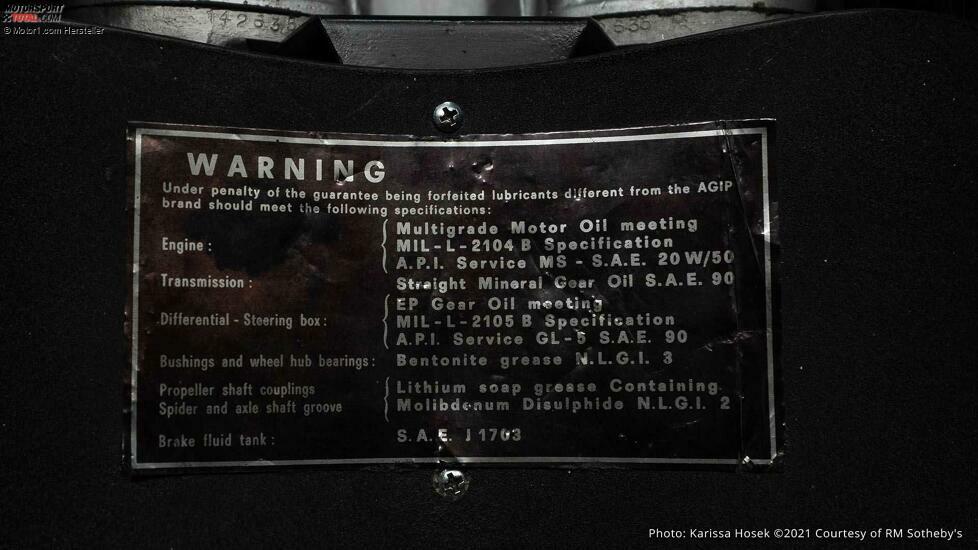 MOTORSPORT
TOTAL.COM
© Motor1.com Hersteller
142635
635
WARNING
Under penalty of the guarantee being forfeited lubricants different from the AGIP
brand should meet the following specifications:
Engine:
Multigrade Motor Oil meeting
MIL-L-2104 B Specification
A.P.I. Service MS - S.A.E. 20 W/50
Transmission:
Straight Mineral Gear Oil S.A.E. 90
Differential - Steering box:
EP Gear Oil meeting
MIL-L-2105 B Specification
A.P.I. Service GL-5 S.A.E. 90
Bushings and wheel hub bearings:
Bentonite grease N.L.G.I. 3
Propeller shaft couplings
Spider and axle shaft groove
Lithium soap grease Containing
Molibdenum Disulphide N.L.G.I. 2
Brake fluid tank:
S.A.E. J 1703
Photo: Karissa Hosek ©2021 Courtesy of RM Sotheby's